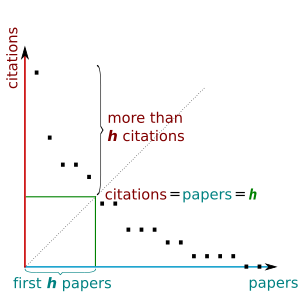 citations
more than
h citations
citations=papers=h
first h papers
papers